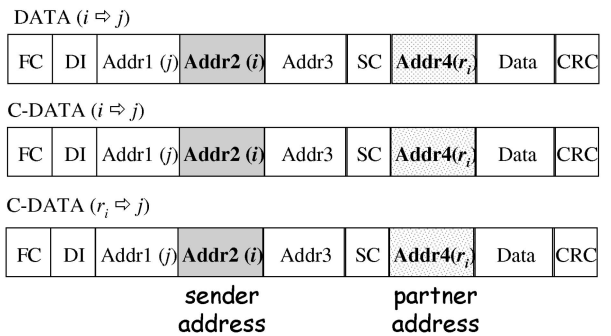 DATA (i ⇨ j)
FC DI Addr1 (j) Addr2 (i) Addr3 SC Addr4(rᵢ) Data CRC
C-DATA (i ⇨ j)
FC DI Addr1 (j) Addr2 (i) Addr3 SC Addr4(rᵢ) Data CRC
C-DATA (rᵢ ⇨ j)
FC DI Addr1 (j) Addr2 (i) Addr3 SC Addr4(rᵢ) Data CRC
sender partner
address address